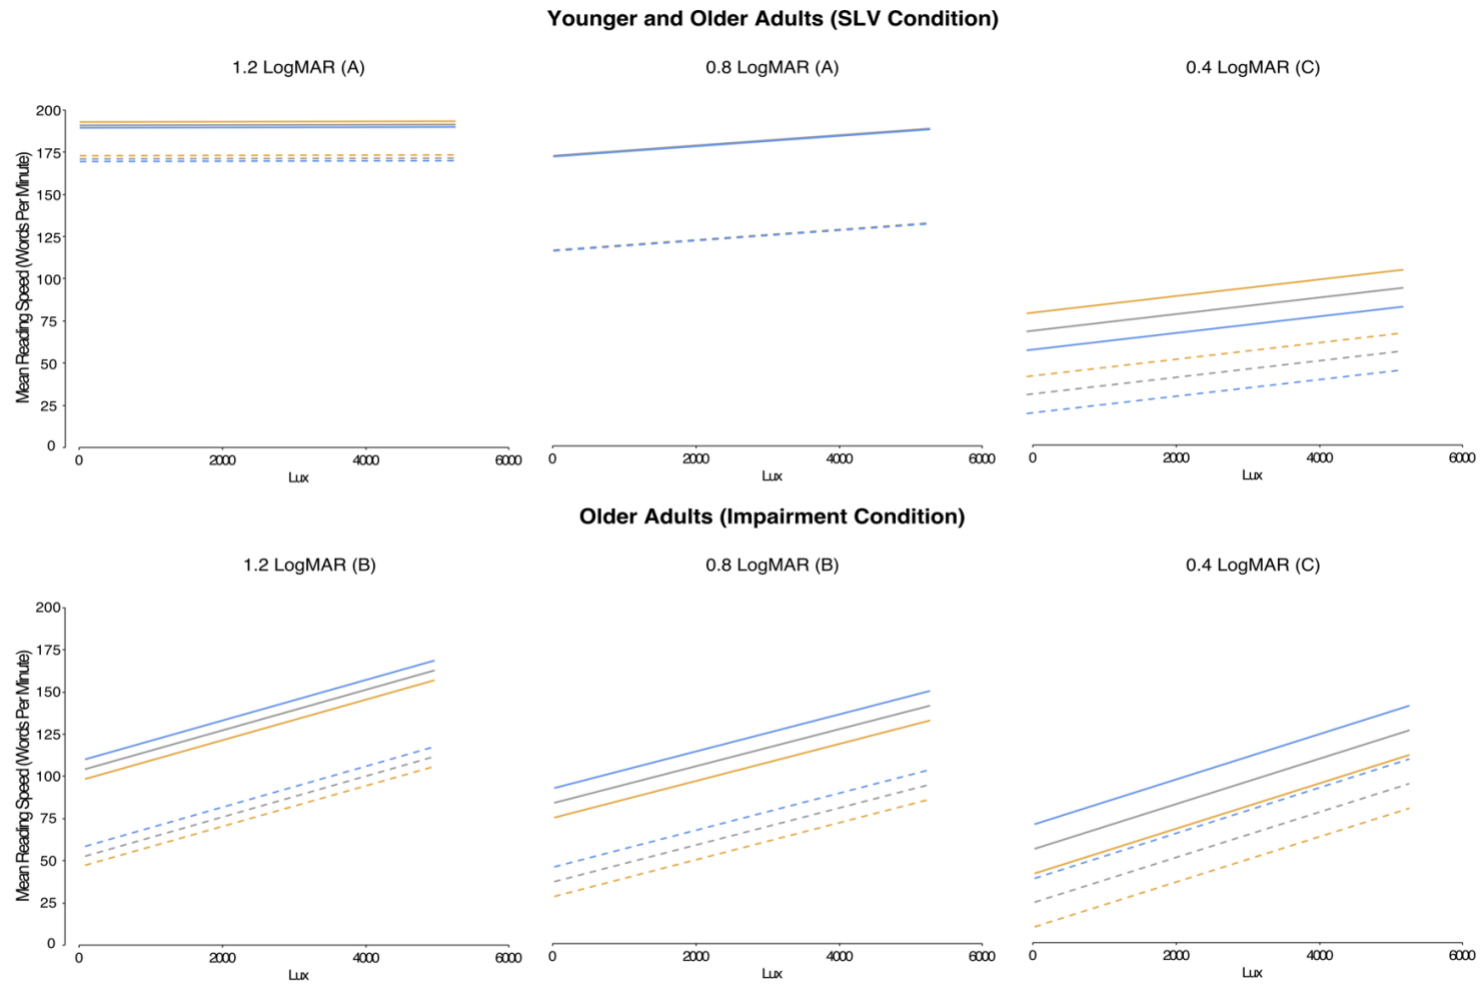 Younger and Older Adults (SLV Condition)
1.2 LogMAR (A)
0.8 LogMAR (A)
0.4 LogMAR (C)
Mean Reading Speed (Words Per Minute)
200
175
150
125
100
75
50
25
0
0 2000 4000 6000
Lux
0 2000 4000 6000
Lux
0 2000 4000 6000
Lux
Older Adults (Impairment Condition)
1.2 LogMAR (B)
0.8 LogMAR (B)
0.4 LogMAR (C)
Mean Reading Speed (Words Per Minute)
200
175
150
125
100
75
50
25
0
0 2000 4000 6000
Lux
0 2000 4000 6000
Lux
0 2000 4000 6000
Lux